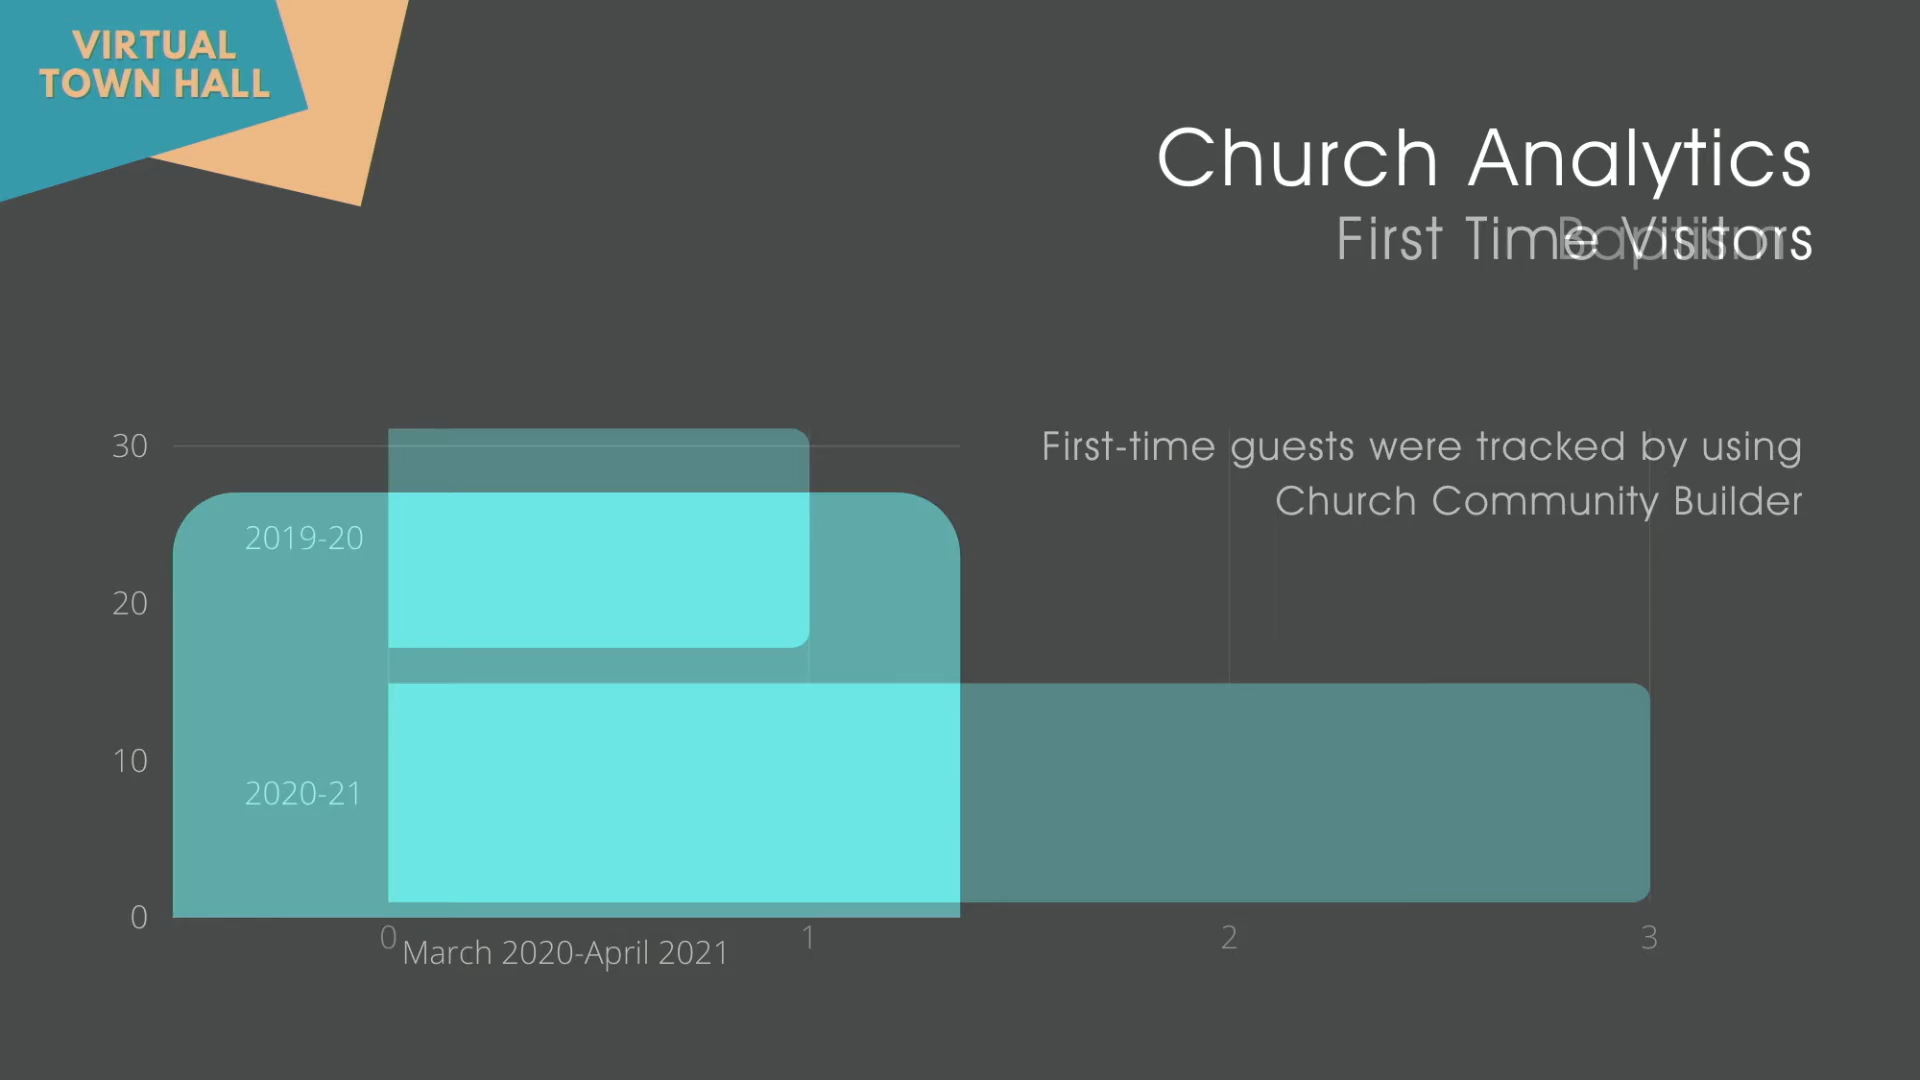 VIRTUAL
TOWN HALL
Church Analytics
First Time Visitors
Baptisms
First-time guests were tracked by using
Church Community Builder
30
20
10
0
2019-20
2020-21
0
1
2
3
March 2020-April 2021